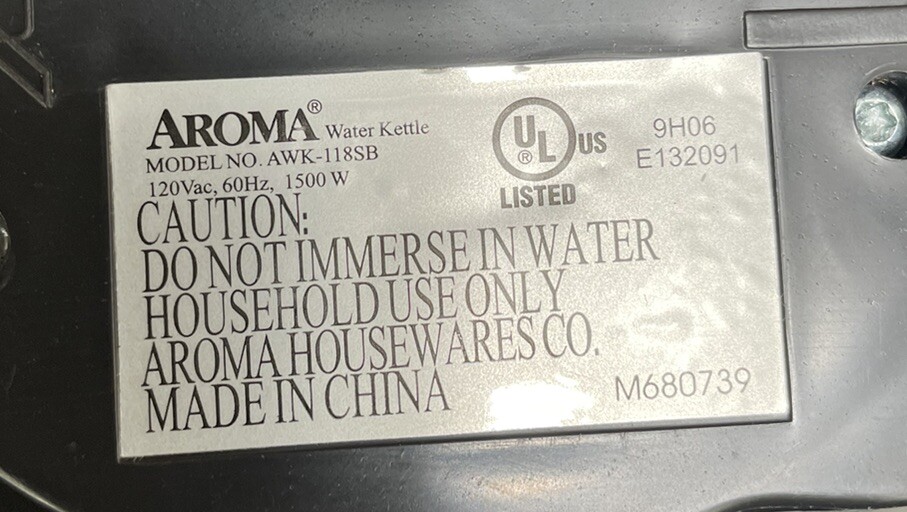 AROMA® Water Kettle
MODEL NO. AWK-118SB
120Vac, 60Hz, 1500 W
CAUTION:
DO NOT IMMERSE IN WATER
HOUSEHOLD USE ONLY
AROMA HOUSEWARES CO.
MADE IN CHINA
UL® US
LISTED
9H06
E132091
M680739